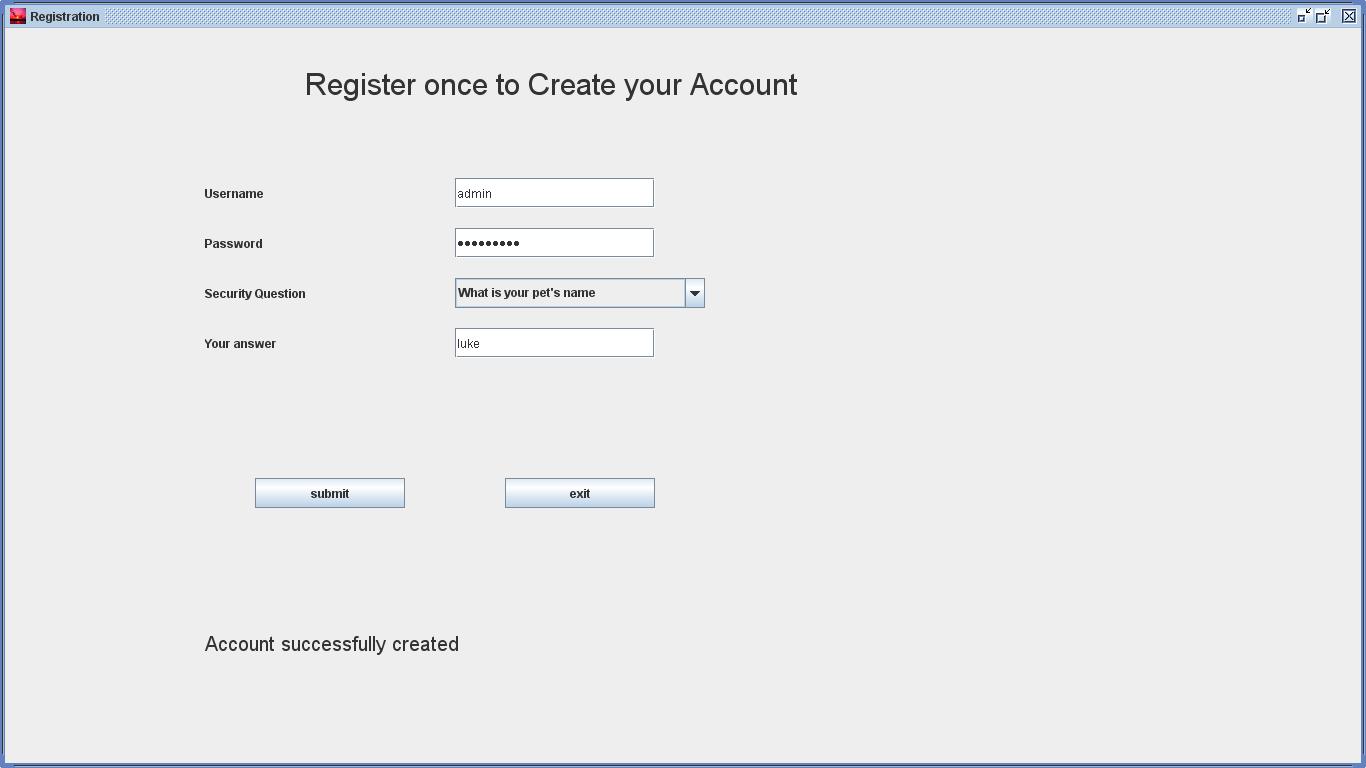 Registration
Register once to Create your Account
Username admin
Password •••••••••
Security Question What is your pet's name
Your answer luke
submit exit
Account successfully created